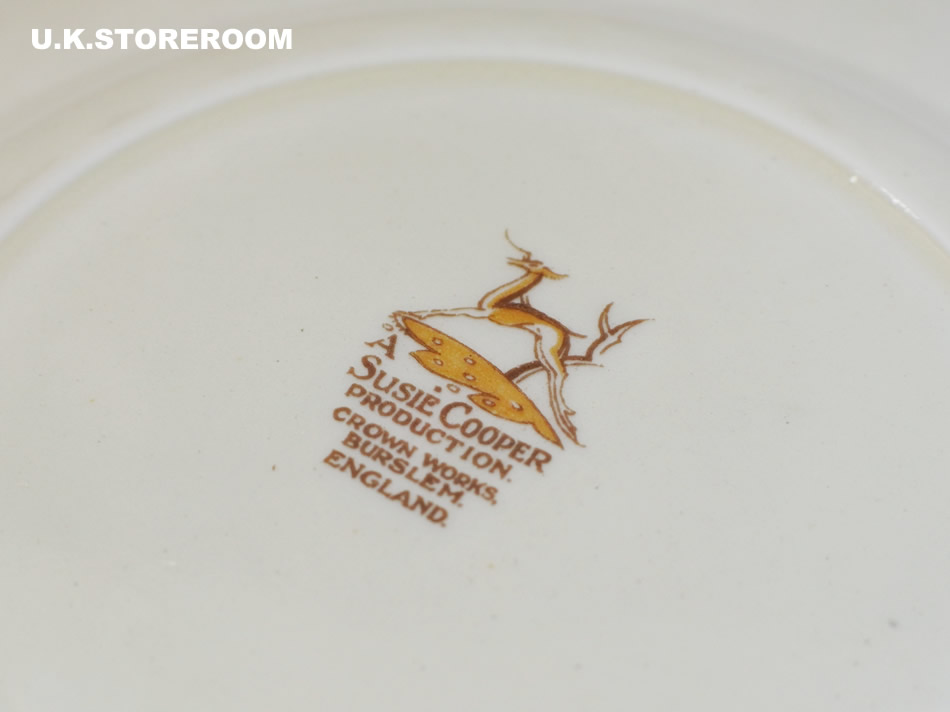 U.K.STOREROOM
A
SUSIE COOPER
PRODUCTION.
CROWN WORKS,
BURSLEM.
ENGLAND.